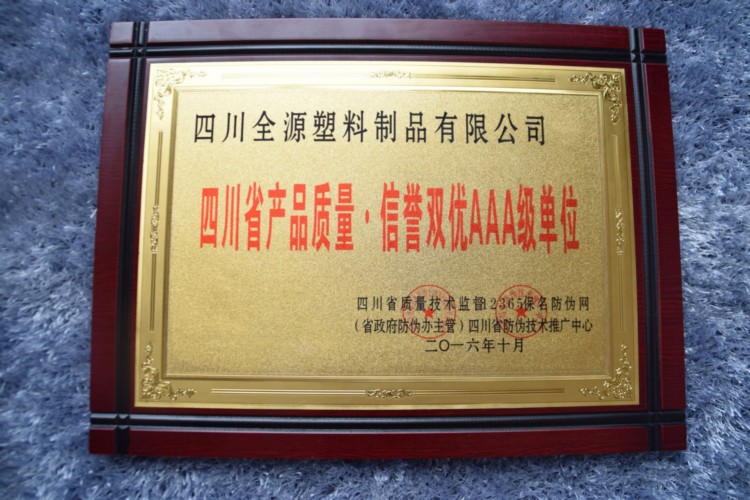 四川全源塑料制品有限公司
四川省产品质量·信誉双优AAA级单位
四川省质量技术监督12365保名防伪网
（省政府防伪办主管）四川省防伪技术推广中心
二〇一六年十月